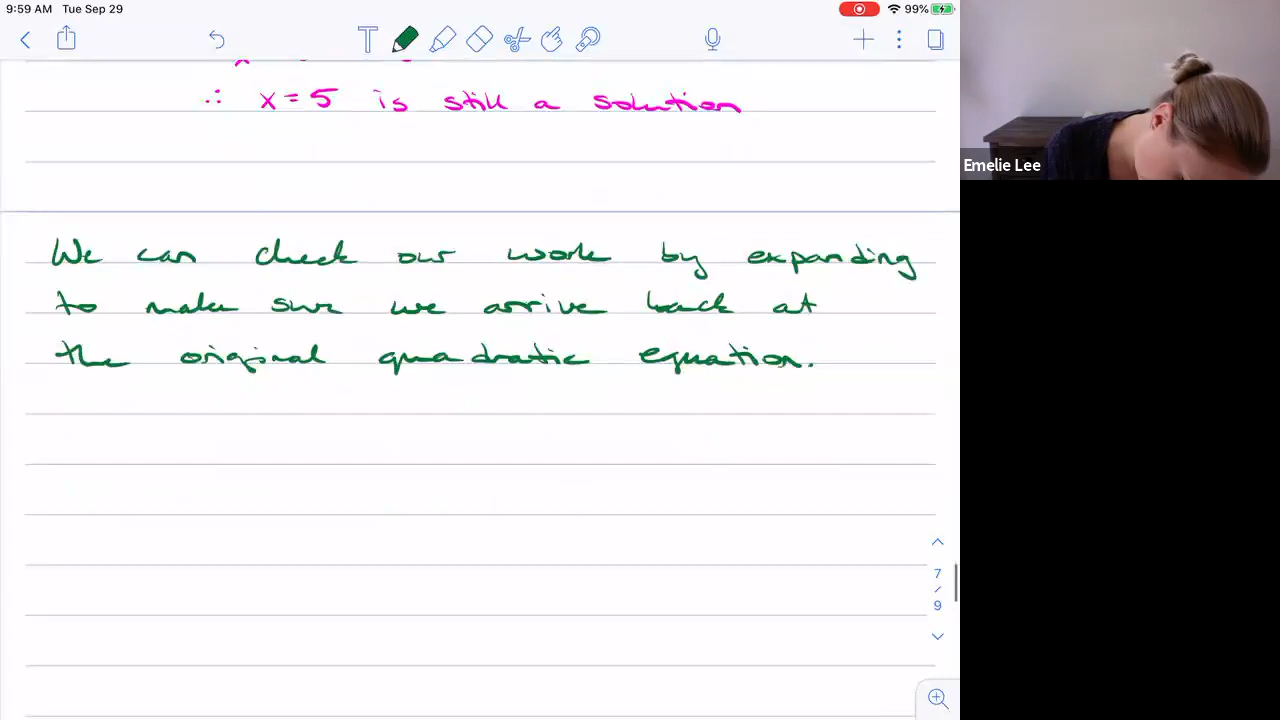 9:59 AM Tue Sep 29
99%
∴ x = 5 is still a solution
Emelie Lee
We can check our work by expanding
to make sure we arrive back at
the original quadratic equation.
7
/
9